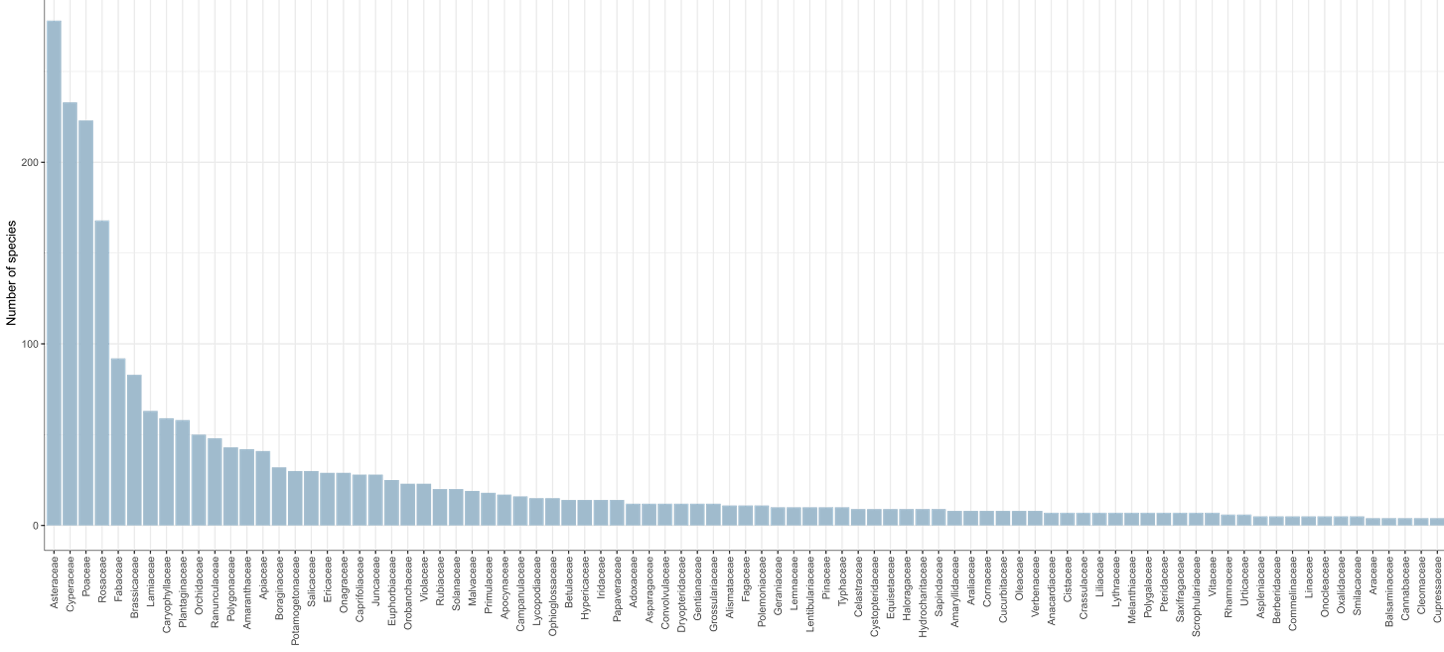 Number of species
200
100
0
Asteraceae
Cyperaceae
Poaceae
Rosaceae
Fabaceae
Brassicaceae
Lamiaceae
Caryophyllaceae
Plantaginaceae
Orchidaceae
Ranunculaceae
Polygonaceae
Amaranthaceae
Apiaceae
Boraginaceae
Potamogetonaceae
Salicaceae
Ericaceae
Onagraceae
Caprifoliaceae
Juncaceae
Euphorbiaceae
Orobanchaceae
Violaceae
Rubiaceae
Solanaceae
Malvaceae
Primulaceae
Apocynaceae
Campanulaceae
Lycopodiaceae
Ophioglossaceae
Betulaceae
Hypericaceae
Iridaceae
Papaveraceae
Adoxaceae
Asparagaceae
Convolvulaceae
Dryopteridaceae
Gentianaceae
Grossulariaceae
Alismataceae
Fagaceae
Polemoniaceae
Geraniaceae
Lemnaceae
Lentibulariaceae
Pinaceae
Typhaceae
Celastraceae
Cystopteridaceae
Equisetaceae
Haloragaceae
Hydrocharitaceae
Sapindaceae
Amaryllidaceae
Araliaceae
Cornaceae
Cucurbitaceae
Oleaceae
Verbenaceae
Anacardiaceae
Cistaceae
Crassulaceae
Liliaceae
Lythraceae
Melanthiaceae
Polygalaceae
Pteridaceae
Saxifragaceae
Scrophulariaceae
Vitaceae
Rhamnaceae
Urticaceae
Aspleniaceae
Berberidaceae
Commelinaceae
Linaceae
Onocleaceae
Oxalidaceae
Smilacaceae
Araceae
Balsaminaceae
Cannabaceae
Cleomaceae
Cupressaceae